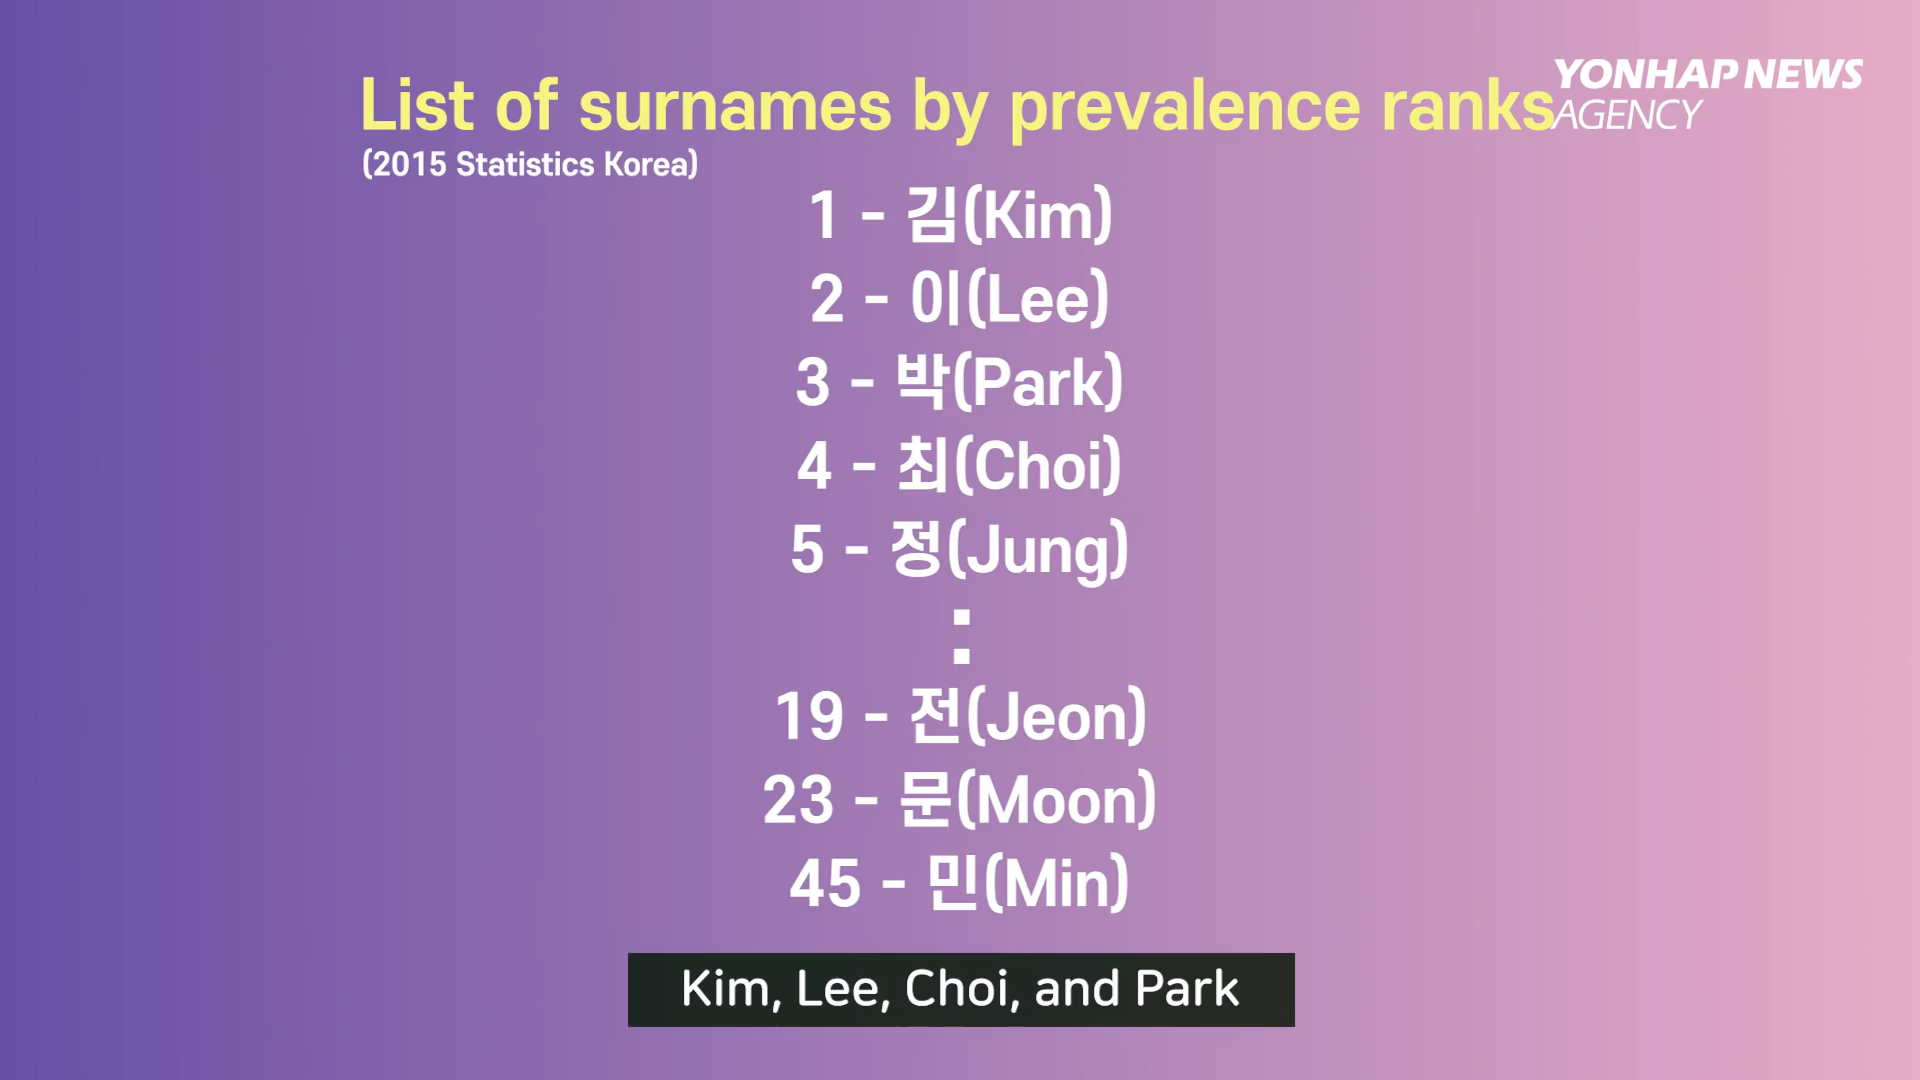 List of surnames by prevalence ranks
YONHAP NEWS
AGENCY
(2015 Statistics Korea)
1 - 김(Kim)
2 - 이(Lee)
3 - 박(Park)
4 - 최(Choi)
5 - 정(Jung)
:
19 - 전(Jeon)
23 - 문(Moon)
45 - 민(Min)
Kim, Lee, Choi, and Park